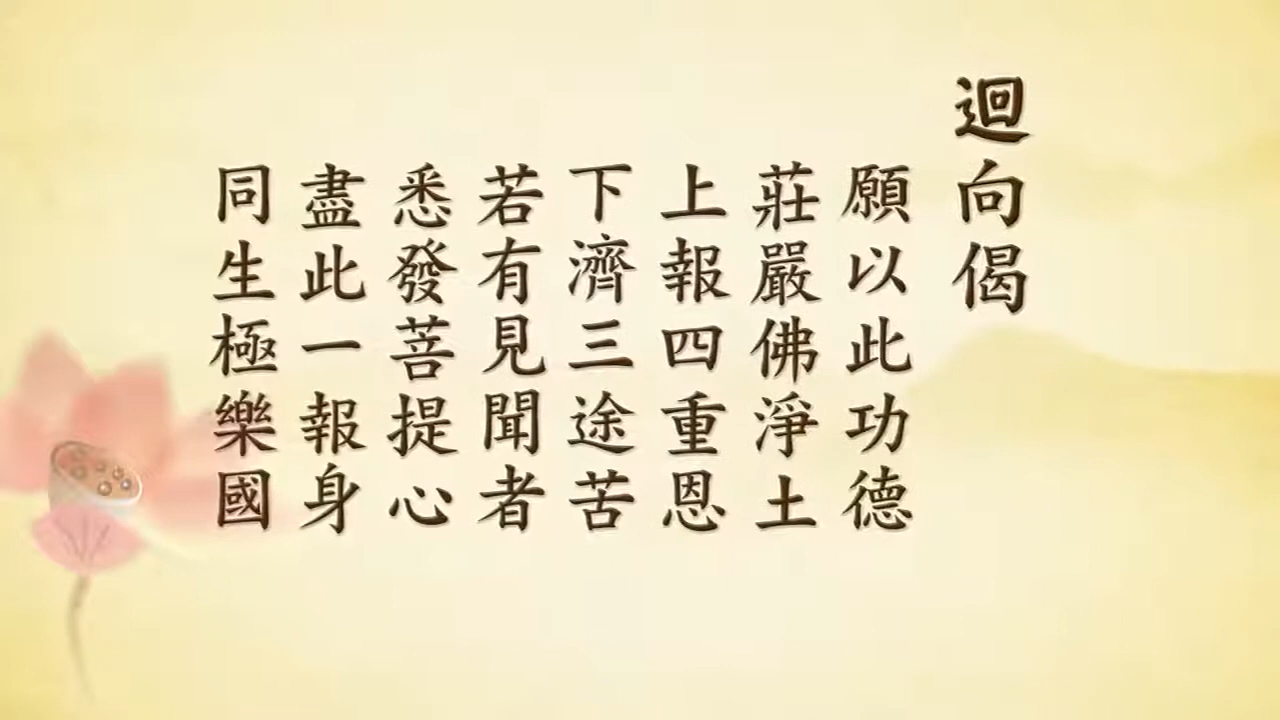 迴向偈
願以此功德
莊嚴佛淨土
上報四重恩
下濟三途苦
若有見聞者
悉發菩提心
盡此一報身
同生極樂國